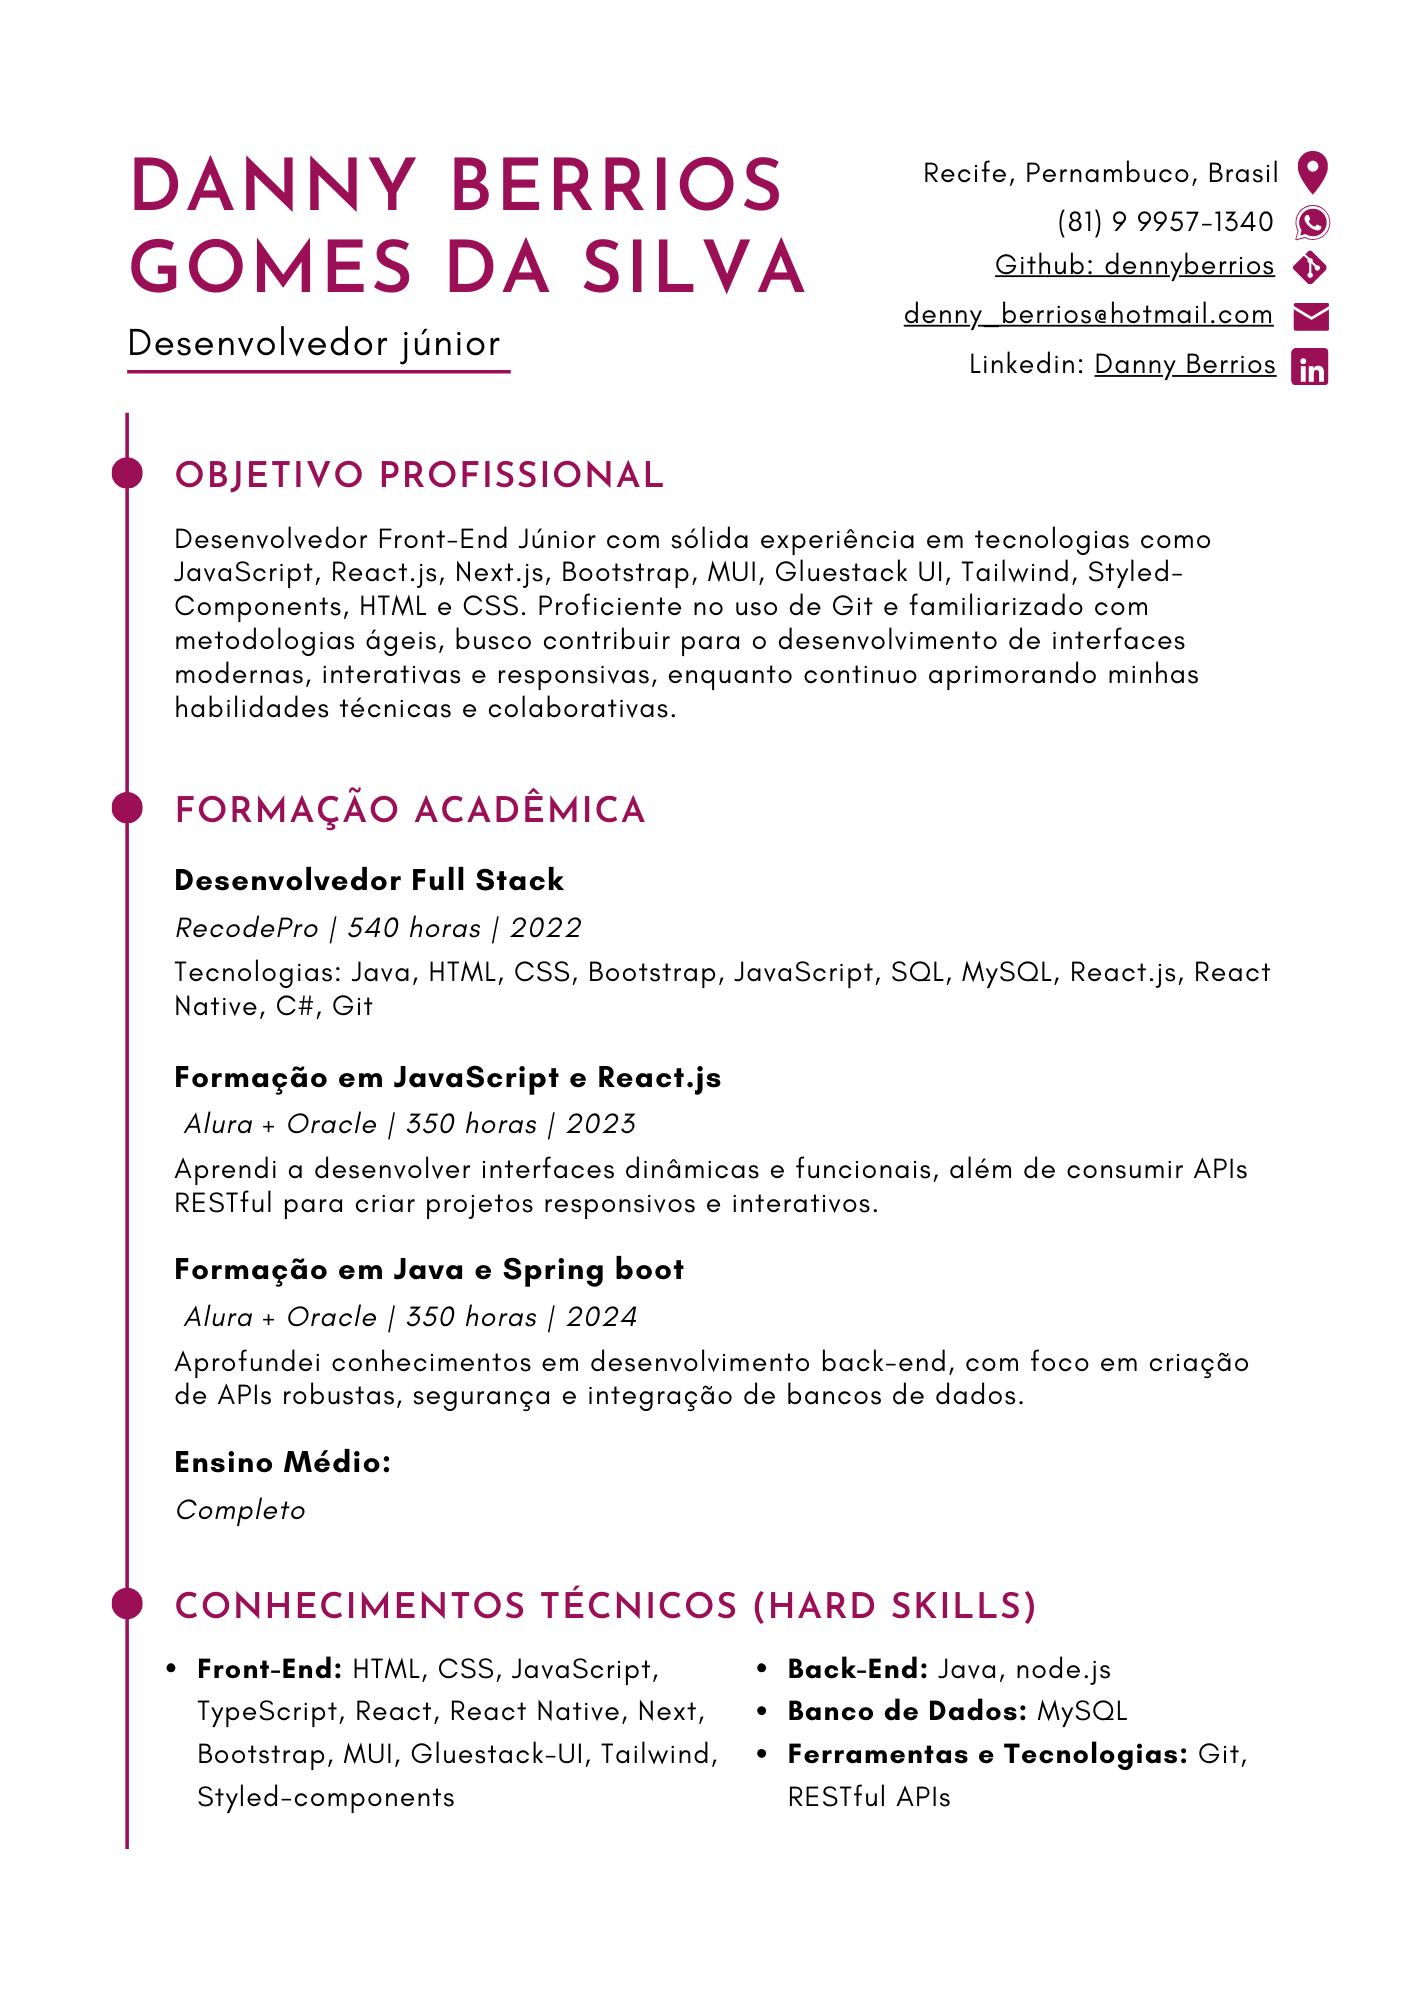 DANNY BERRIOS
GOMES DA SILVA
Desenvolvedor júnior
Recife, Pernambuco, Brasil
(81) 9 9957-1340
Github: dennyberrios
denny_berrios@hotmail.com
Linkedin: Danny Berrios
OBJETIVO PROFISSIONAL
Desenvolvedor Front-End Júnior com sólida experiência em tecnologias como
JavaScript, React.js, Next.js, Bootstrap, MUI, Gluestack UI, Tailwind, Styled-
Components, HTML e CSS. Proficiente no uso de Git e familiarizado com
metodologias ágeis, busco contribuir para o desenvolvimento de interfaces
modernas, interativas e responsivas, enquanto continuo aprimorando minhas
habilidades técnicas e colaborativas.
FORMAÇÃO ACADÊMICA
Desenvolvedor Full Stack
RecodePro | 540 horas | 2022
Tecnologias: Java, HTML, CSS, Bootstrap, JavaScript, SQL, MySQL, React.js, React
Native, C#, Git
Formação em JavaScript e React.js
Alura + Oracle | 350 horas | 2023
Aprendi a desenvolver interfaces dinâmicas e funcionais, além de consumir APIs
RESTful para criar projetos responsivos e interativos.
Formação em Java e Spring boot
Alura + Oracle | 350 horas | 2024
Aprofundei conhecimentos em desenvolvimento back-end, com foco em criação
de APIs robustas, segurança e integração de bancos de dados.
Ensino Médio:
Completo
CONHECIMENTOS TÉCNICOS (HARD SKILLS)
• Front-End: HTML, CSS, JavaScript,
TypeScript, React, React Native, Next,
Bootstrap, MUI, Gluestack-UI, Tailwind,
Styled-components
• Back-End: Java, node.js
• Banco de Dados: MySQL
• Ferramentas e Tecnologias: Git,
RESTful APIs